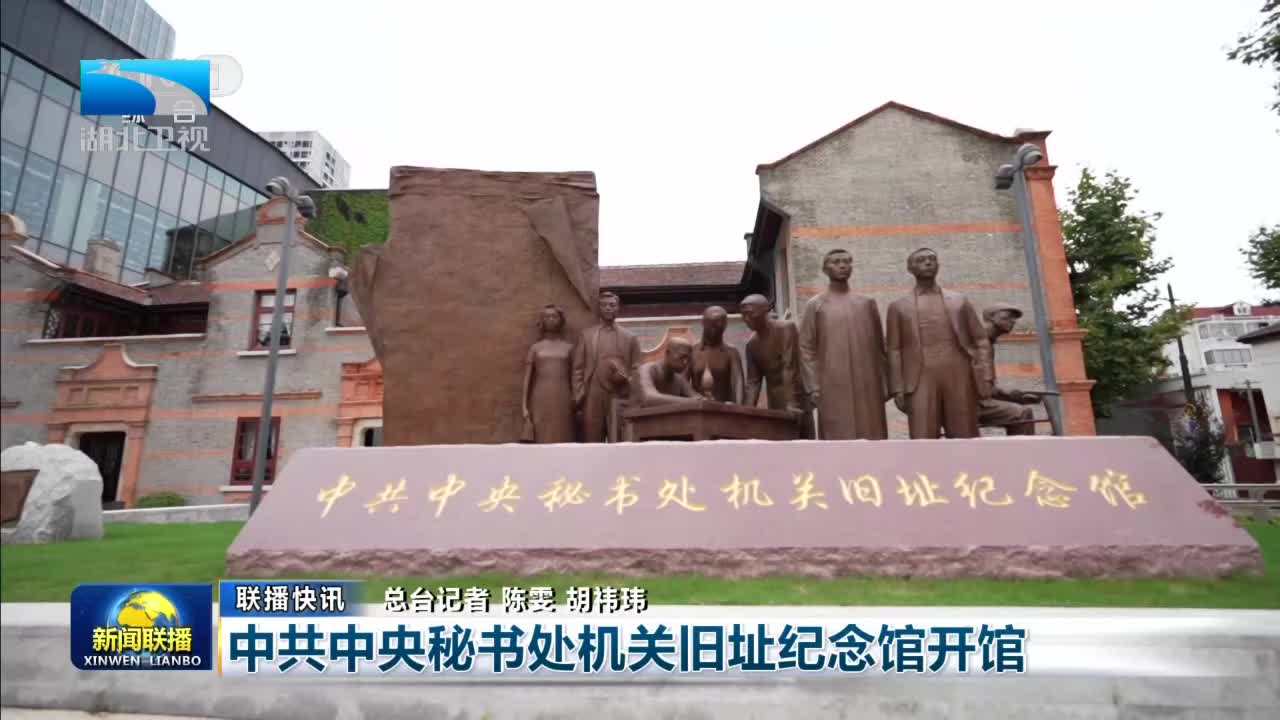 综合
湖北卫视
中共中央秘书处机关旧址纪念馆
联播快讯 总台记者 陈雯 胡祎玮
新闻联播
XINWEN LIANBO
中共中央秘书处机关旧址纪念馆开馆